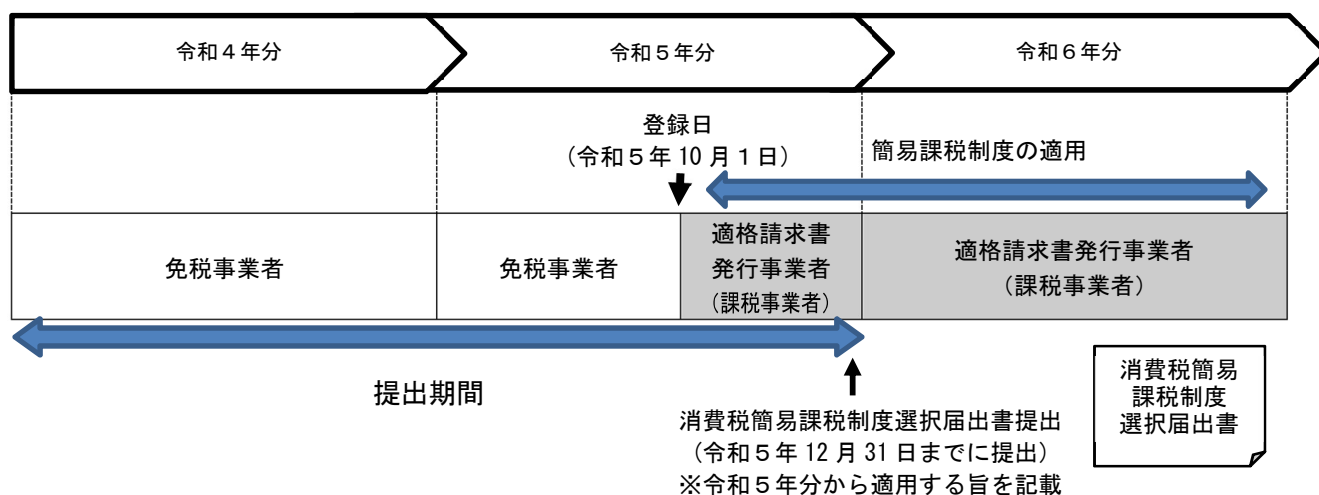 令和４年分
令和５年分
令和６年分
登録日
（令和５年 10 月１日）
簡易課税制度の適用
免税事業者
免税事業者
適格請求書
発行事業者
（課税事業者）
適格請求書発行事業者
（課税事業者）
提出期間
消費税簡易課税制度選択届出書提出
（令和５年 12 月 31 日までに提出）
※令和５年分から適用する旨を記載
消費税簡易
課税制度
選択届出書